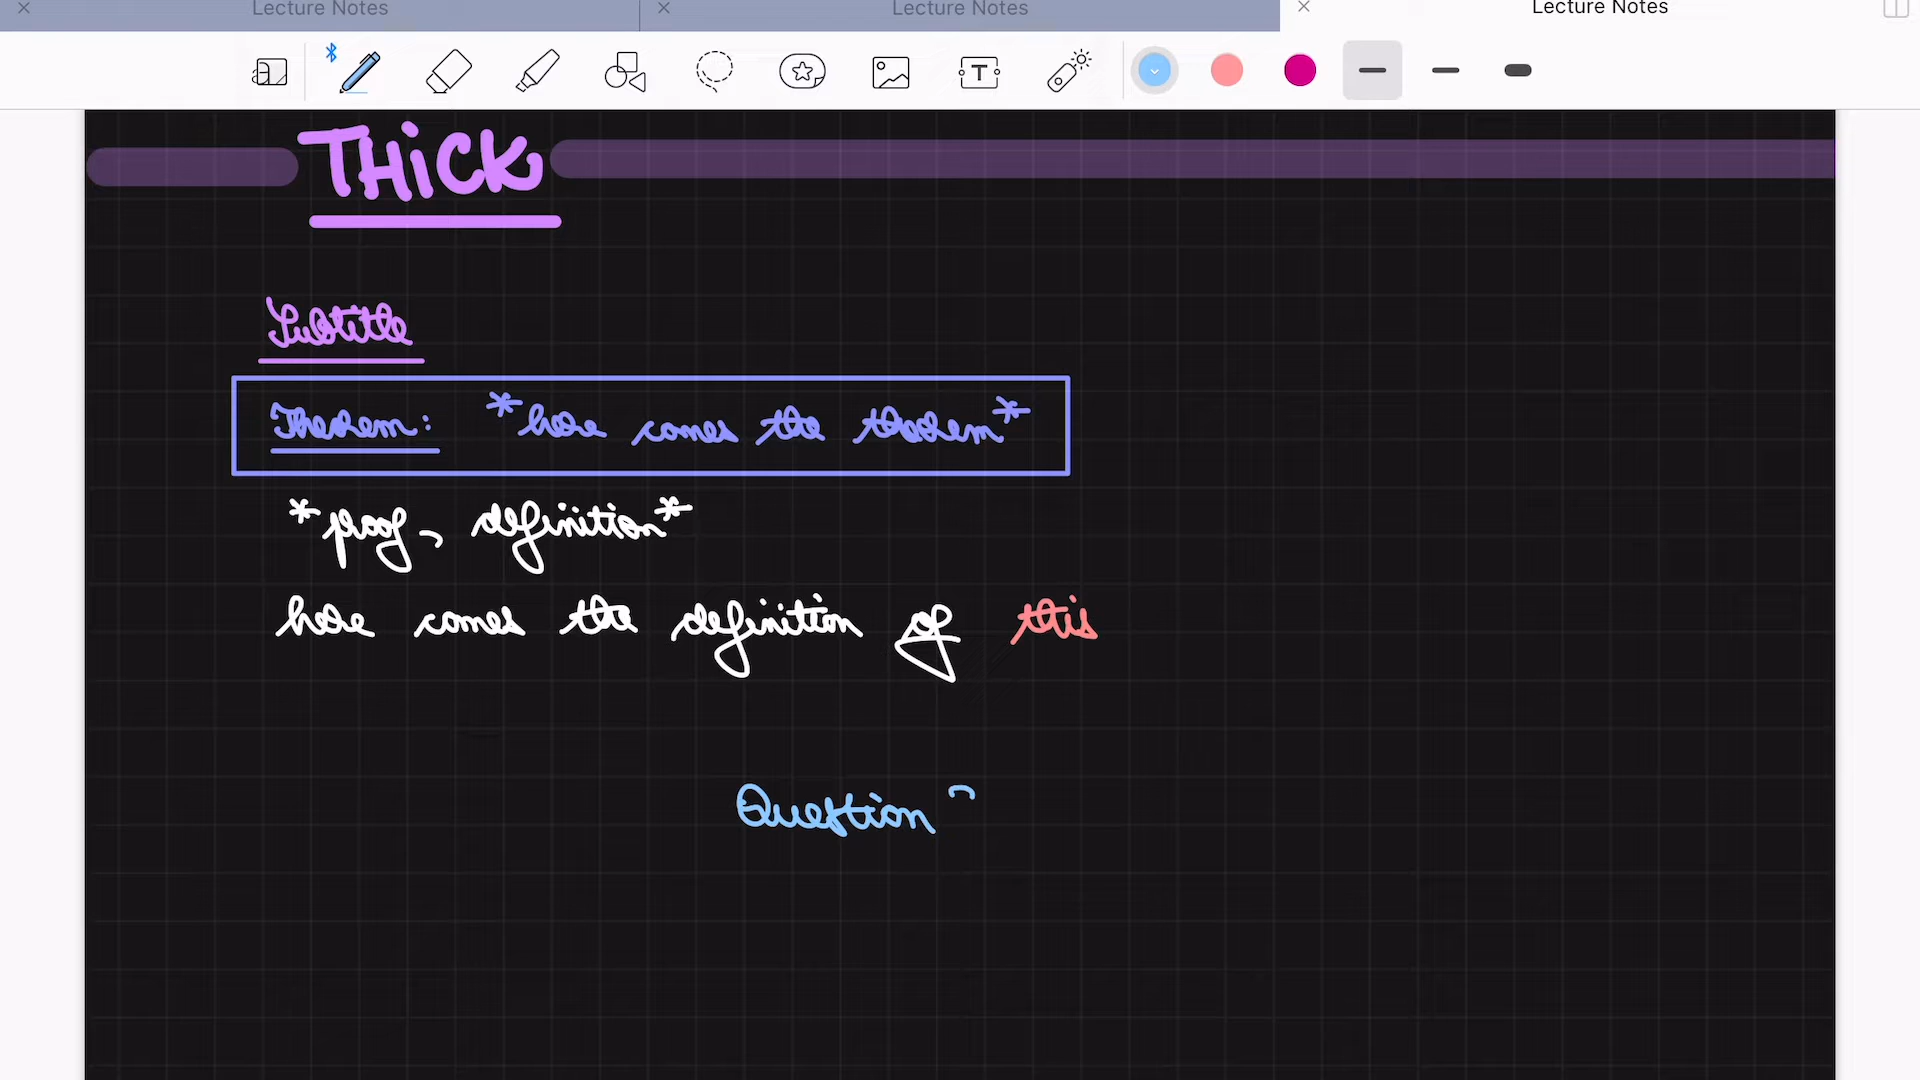 Lecture Notes Lecture Notes Lecture Notes
T
THiCK
Subtitle
Theorem: *here comes the theorem*
*proof, definition*
here comes the definition of this
Question